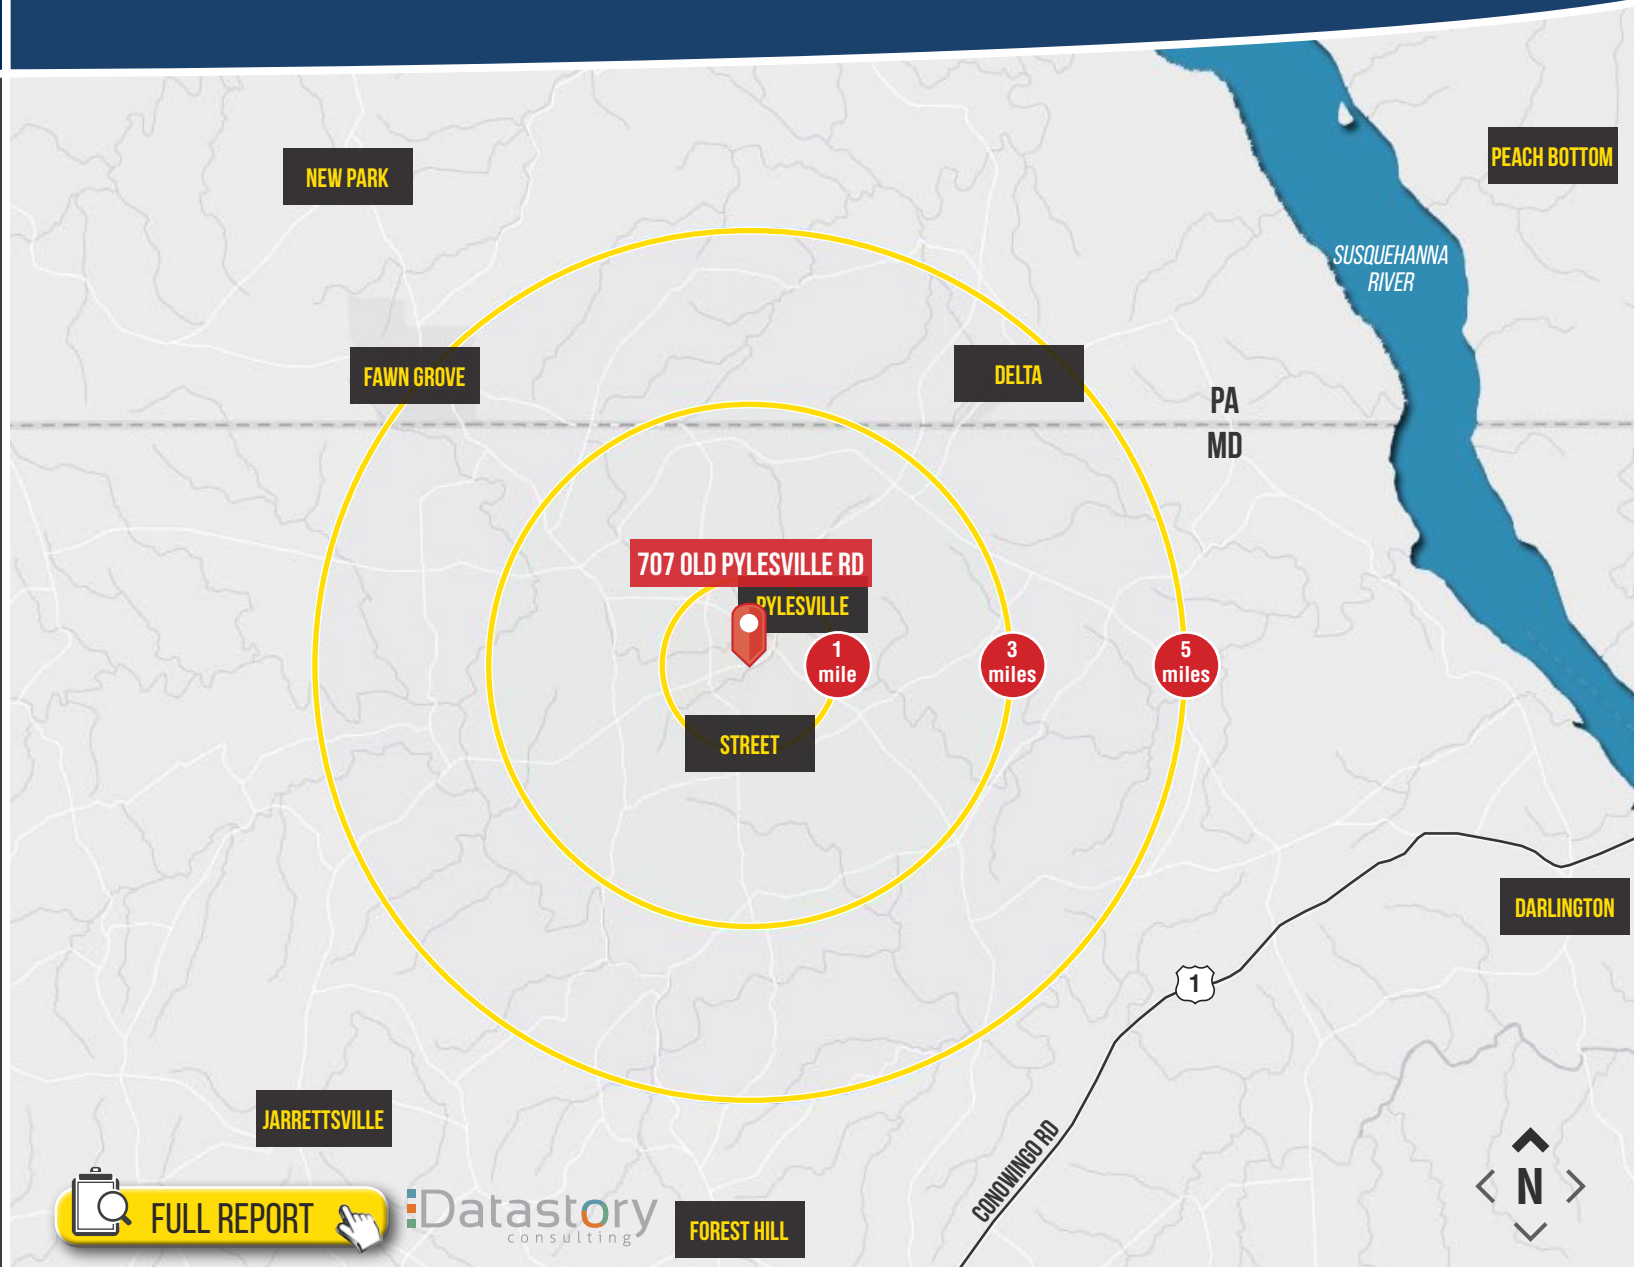 PEACH BOTTOM
NEW PARK
SUSQUEHANNA
RIVER
FAWN GROVE
DELTA
PA
MD
707 OLD PYLESVILLE RD
PYLESVILLE
1
mile
3
miles
5
miles
STREET
DARLINGTON
1
JARRETTSVILLE
CONOWINGO RD
N
FULL REPORT
Datastory
consulting
FOREST HILL